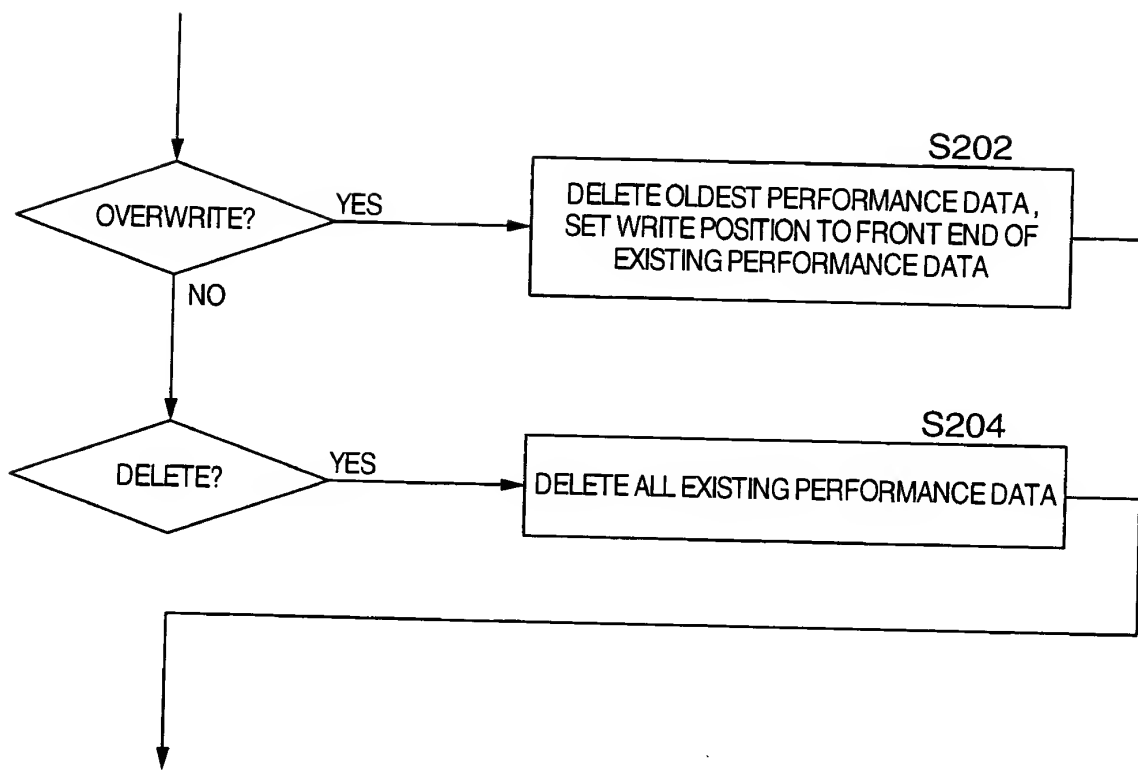 S202
OVERWRITE?
YES
DELETE OLDEST PERFORMANCE DATA,
SET WRITE POSITION TO FRONT END OF
EXISTING PERFORMANCE DATA
NO
S204
DELETE?
YES
DELETE ALL EXISTING PERFORMANCE DATA